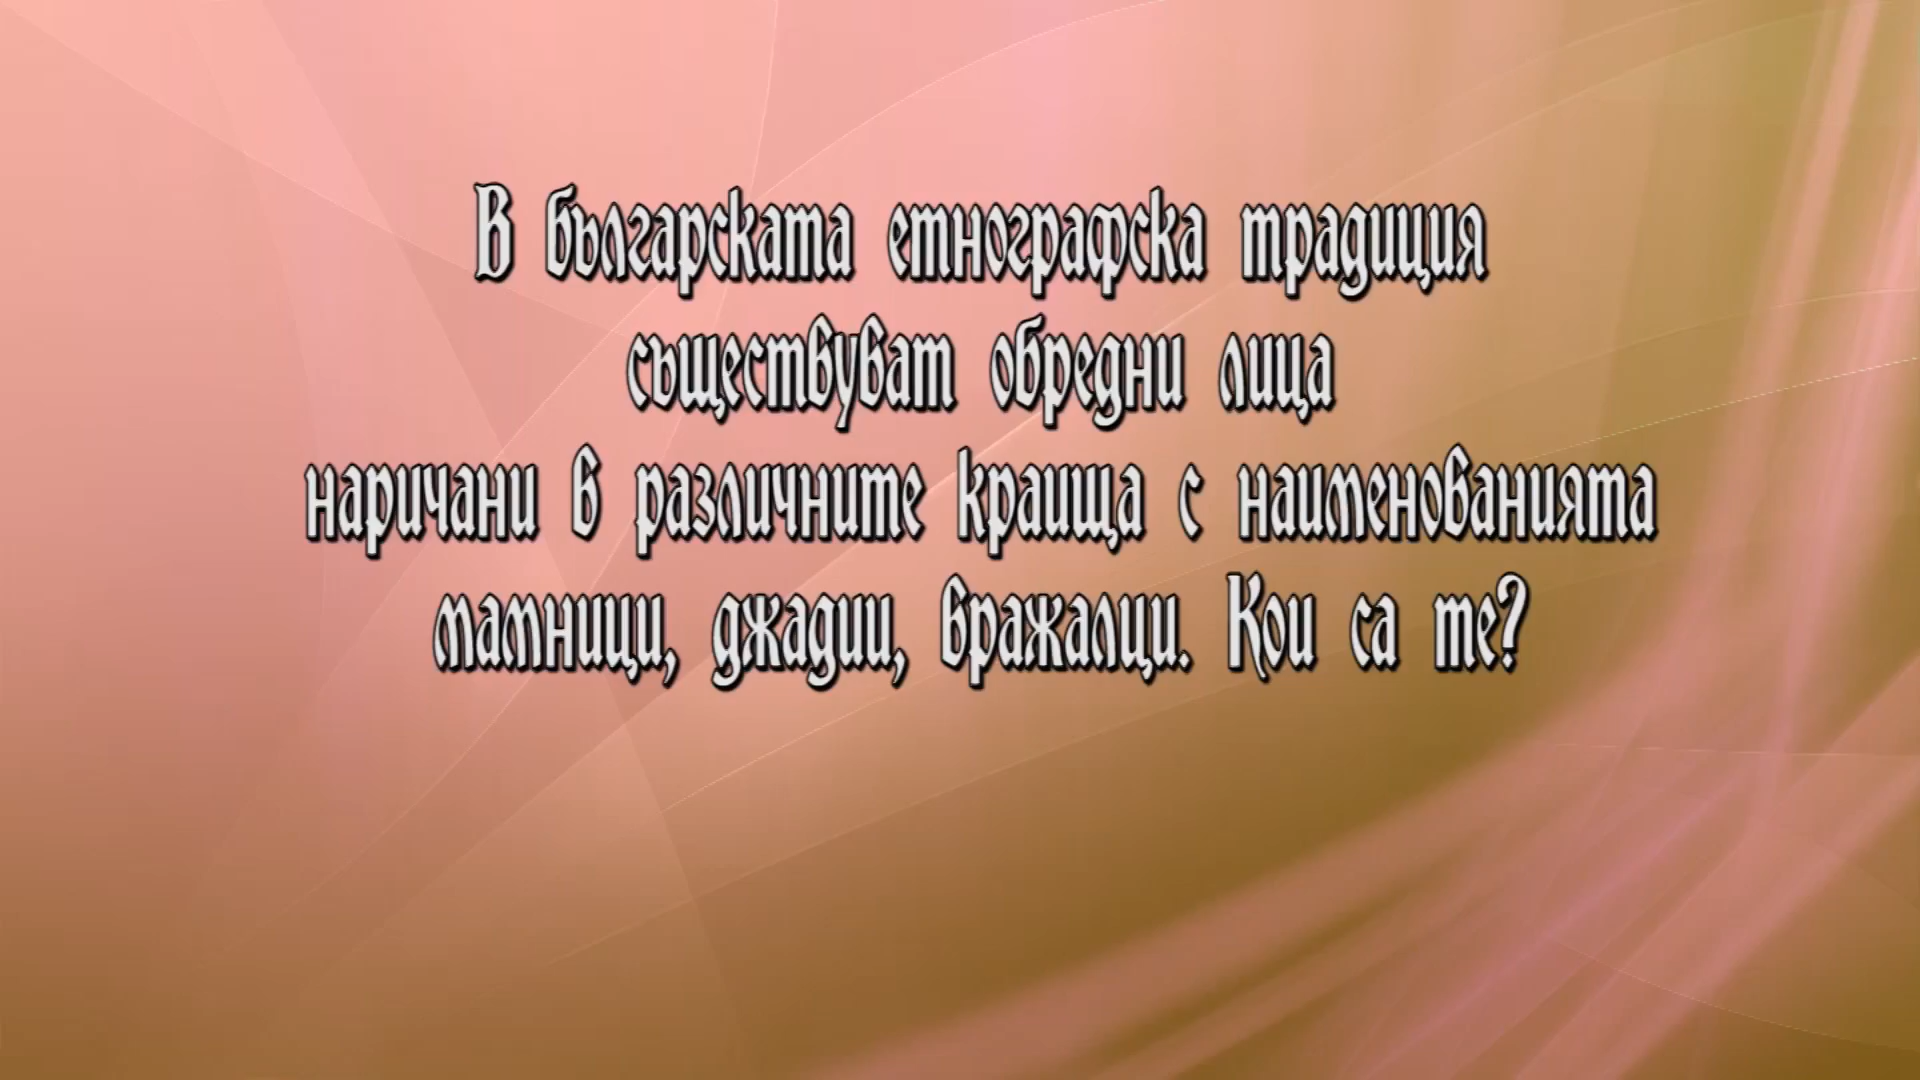 В българската етнографска традиция
съществуват обредни лица
наричани в различните краища с наименованията
мамници, джадии, вражалци. Кои са те?